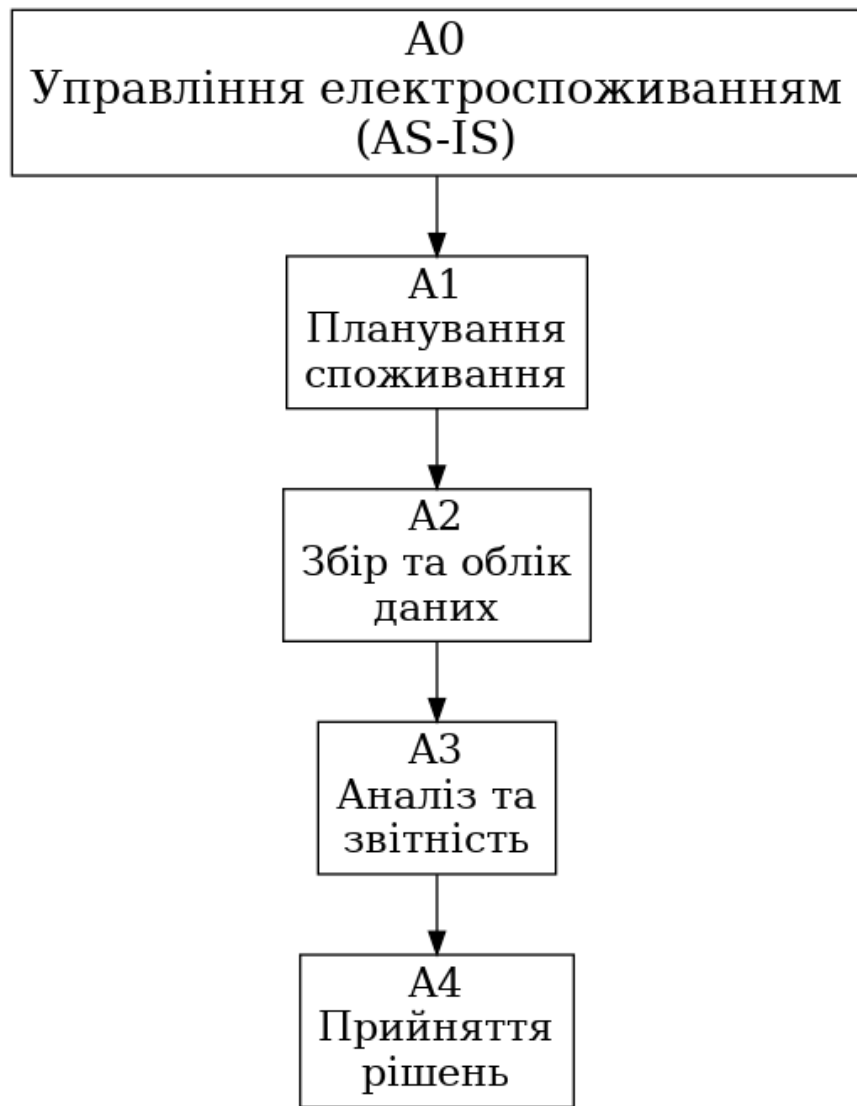 A0
Управління електроспоживанням
(AS-IS)
A1
Планування
споживання
A2
Збір та облік
даних
A3
Аналіз та
звітність
A4
Прийняття
рішень